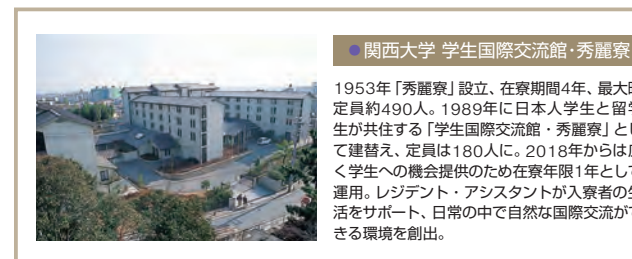 ●関西大学 学生国際交流館・秀麗寮
1953年「秀麗寮」設立、在寮期間4年、最大時
定員約490人。1989年に日本人学生と留学
生が共住する「学生国際交流館・秀麗寮」とし
て建替え、定員は180人に。2018年からは広
く学生への機会提供のため在寮年限1年として
運用。レジデント・アシスタントが入寮者の生
活をサポート、日常の中で自然な国際交流がで
きる環境を創出。